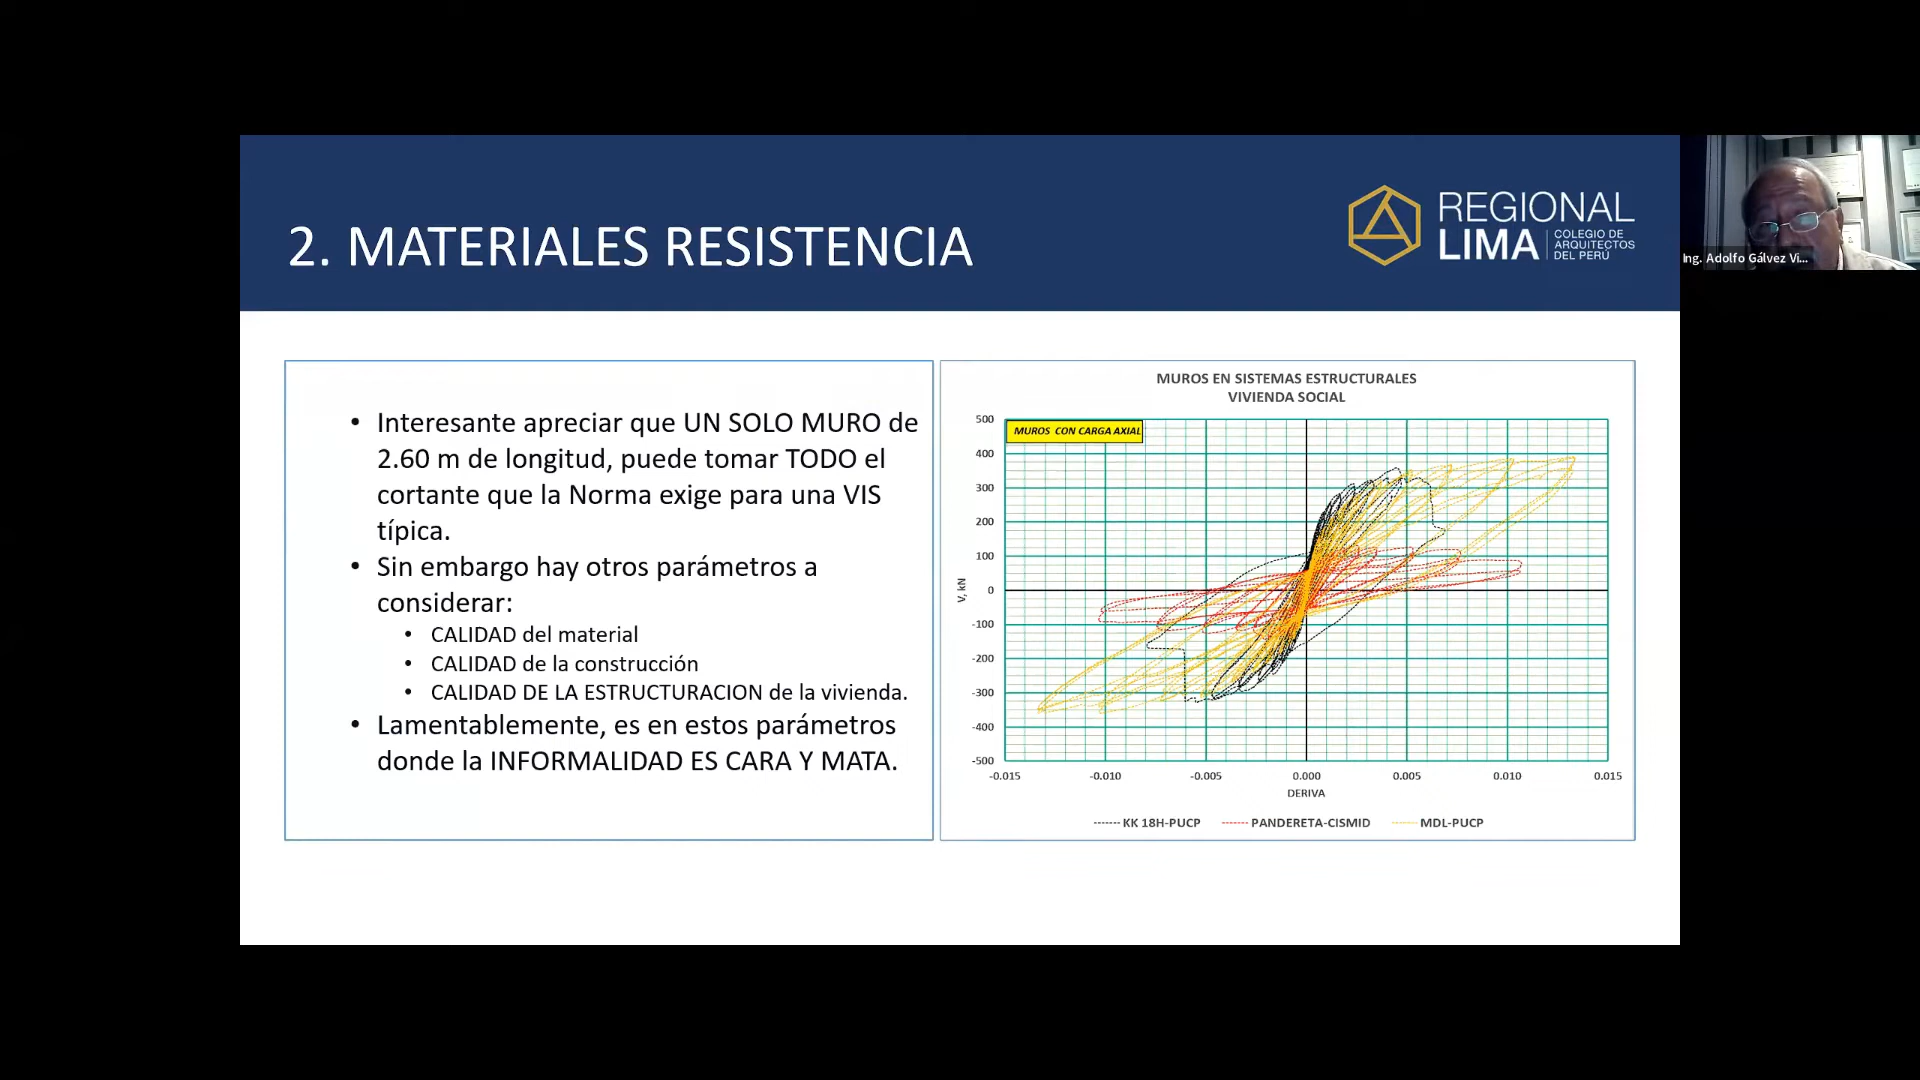 2. MATERIALES RESISTENCIA
REGIONAL
LIMA
COLEGIO DE
ARQUITECTOS
DEL PERÚ
Ing. Adolfo Gálvez Vi...
• Interesante apreciar que UN SOLO MURO de
2.60 m de longitud, puede tomar TODO el
cortante que la Norma exige para una VIS
típica.
• Sin embargo hay otros parámetros a
considerar:
• CALIDAD del material
• CALIDAD de la construcción
• CALIDAD DE LA ESTRUCTURACION de la vivienda.
• Lamentablemente, es en estos parámetros
donde la INFORMALIDAD ES CARA Y MATA.
MUROS EN SISTEMAS ESTRUCTURALES
VIVIENDA SOCIAL
MUROS CON CARGA AXIAL
500
400
300
200
100
0
-100
-200
-300
-400
-500
V, kN
-0.015 -0.010 -0.005 0.000 0.005 0.010 0.015
DERIVA
KK 18H-PUCP PANDERETA-CISMID MDL-PUCP